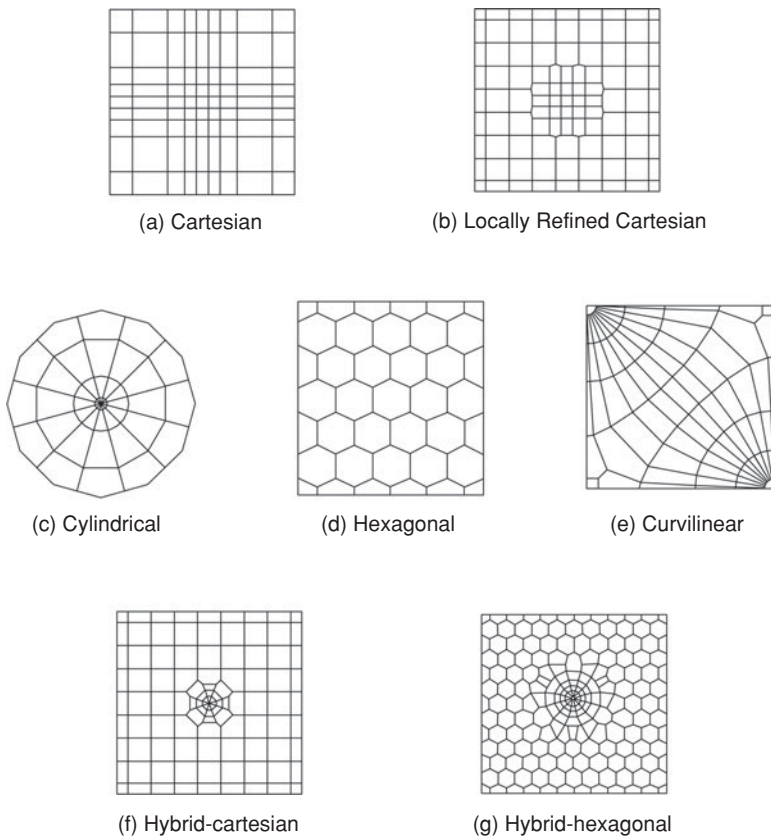 (a) Cartesian
(b) Locally Refined Cartesian
(c) Cylindrical
(d) Hexagonal
(e) Curvilinear
(f) Hybrid-cartesian
(g) Hybrid-hexagonal